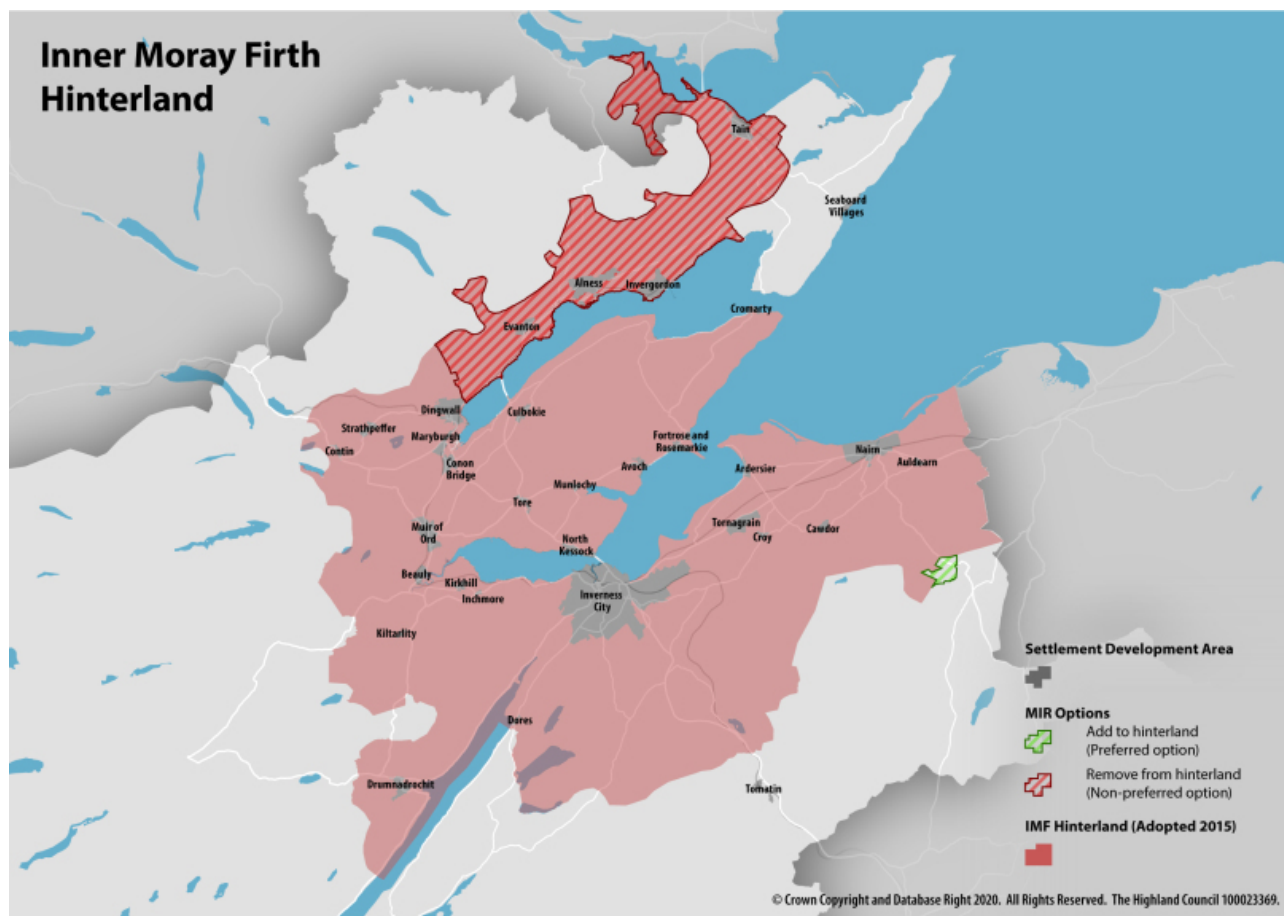 Inner Moray Firth
Hinterland
Tain
Seaboard
Villages
Alness
Invergordon
Cromarty
Evanton
Dingwall
Culbokie
Strathpeffer
Maryburgh
Contin
Conon
Bridge
Fortrose and
Rosemarkie
Avoch
Munlochy
Ardersier
Nairn
Auldearn
Tore
Tornagrain
Croy
Cawdor
Muir of
Ord
North
Kessock
Beauly
Kirkhill
Inchmore
Inverness
City
Kiltarlity
Dores
Drumnadrochit
Tomatin
Settlement Development Area
MIR Options
Add to hinterland
(Preferred option)
Remove from hinterland
(Non-preferred option)
IMF Hinterland (Adopted 2015)
© Crown Copyright and Database Right 2020. All Rights Reserved. The Highland Council 100023369.